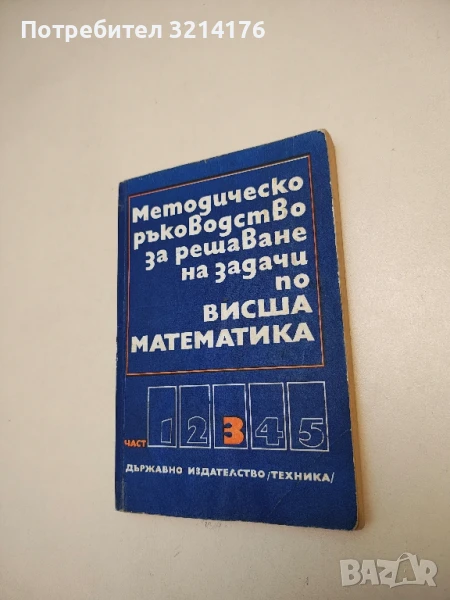 Потребител 3214176
Методическо
ръководство
за решаване
на задачи
по
ВИСША
МАТЕМАТИКА
ЧАСТ 1 2 3 4 5
ДЪРЖАВНО ИЗДАТЕЛСТВО /ТЕХНИКА/
BAZAR